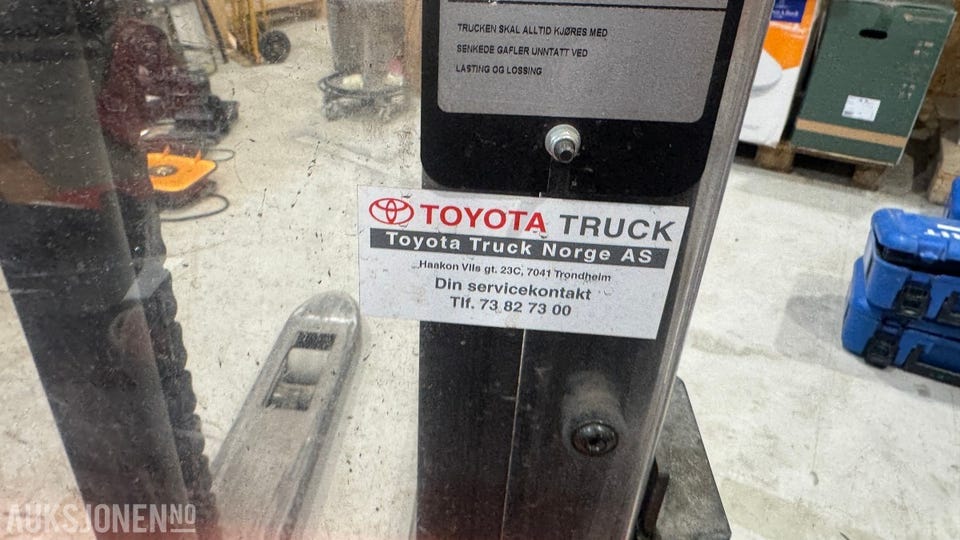 TRUCKEN SKAL ALLTID KJØRES MED
SENKEDE GAFLER UNNTATT VED
LASTING OG LOSSING
TOYOTA TRUCK
Toyota Truck Norge AS
Haakon VIIs gt. 23C, 7041 Trondheim
Din servicekontakt
Tlf. 73 82 73 00
AUKSJONEN.NO